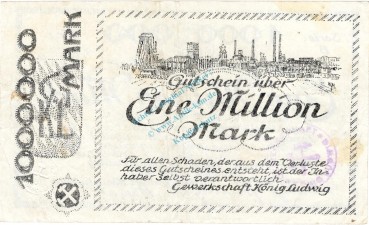 1000000
MARK
Gutschein über
Eine Million
Mark
Für allen Schaden, der aus dem Verluste
dieses Gutscheines entsteht, ist der In-
haber selbst verantwortlich.
Gewerkschaft König Ludwig